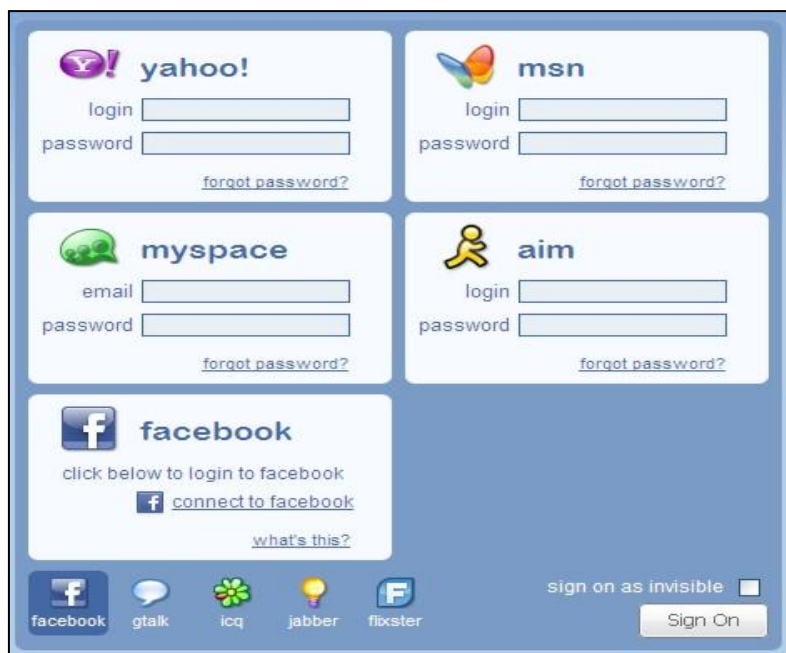 yahoo!
login
password
forgot password?
msn
login
password
forgot password?
myspace
email
password
forgot password?
aim
login
password
forgot password?
facebook
click below to login to facebook
connect to facebook
what's this?
facebook gtalk icq jabber flixster
sign on as invisible
Sign On